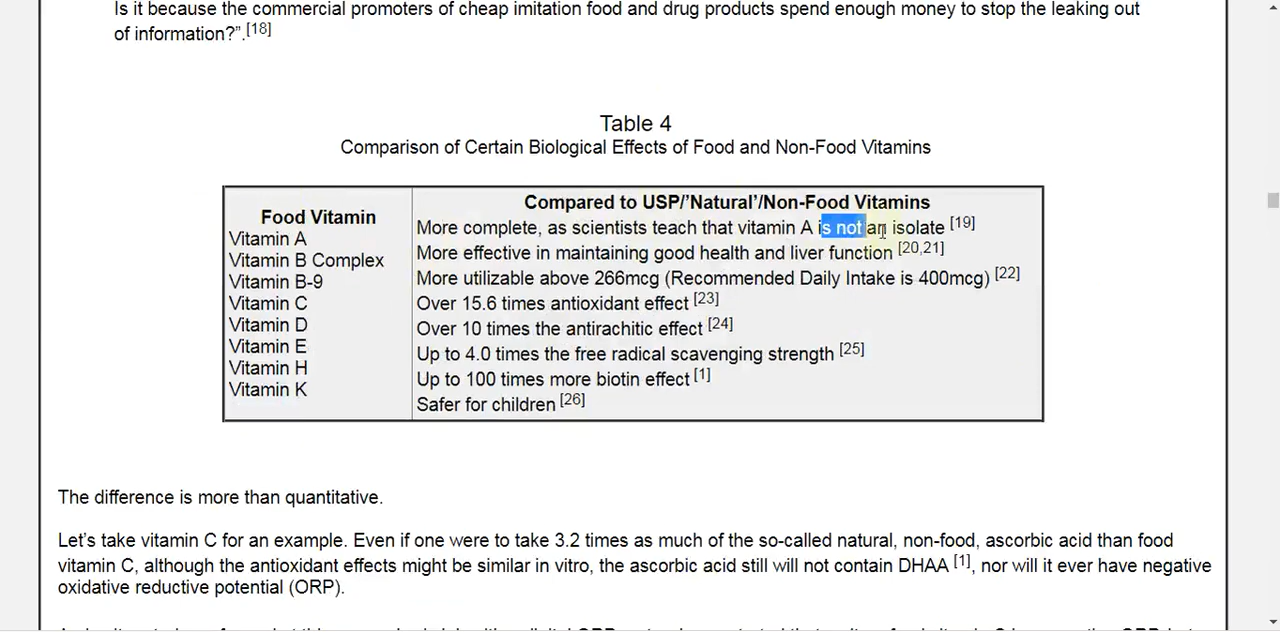 Is it because the commercial promoters of cheap imitation food and drug products spend enough money to stop the leaking out
of information?”.[18]
Table 4
Comparison of Certain Biological Effects of Food and Non-Food Vitamins
Food Vitamin
Vitamin A
Vitamin B Complex
Vitamin B-9
Vitamin C
Vitamin D
Vitamin E
Vitamin H
Vitamin K
Compared to USP/’Natural’/Non-Food Vitamins
More complete, as scientists teach that vitamin A is not an isolate [19]
More effective in maintaining good health and liver function [20,21]
More utilizable above 266mcg (Recommended Daily Intake is 400mcg) [22]
Over 15.6 times antioxidant effect [23]
Over 10 times the antirachitic effect [24]
Up to 4.0 times the free radical scavenging strength [25]
Up to 100 times more biotin effect [1]
Safer for children [26]
The difference is more than quantitative.
Let’s take vitamin C for an example. Even if one were to take 3.2 times as much of the so-called natural, non-food, ascorbic acid than food
vitamin C, although the antioxidant effects might be similar in vitro, the ascorbic acid still will not contain DHAA [1], nor will it ever have negative
oxidative reductive potential (ORP).